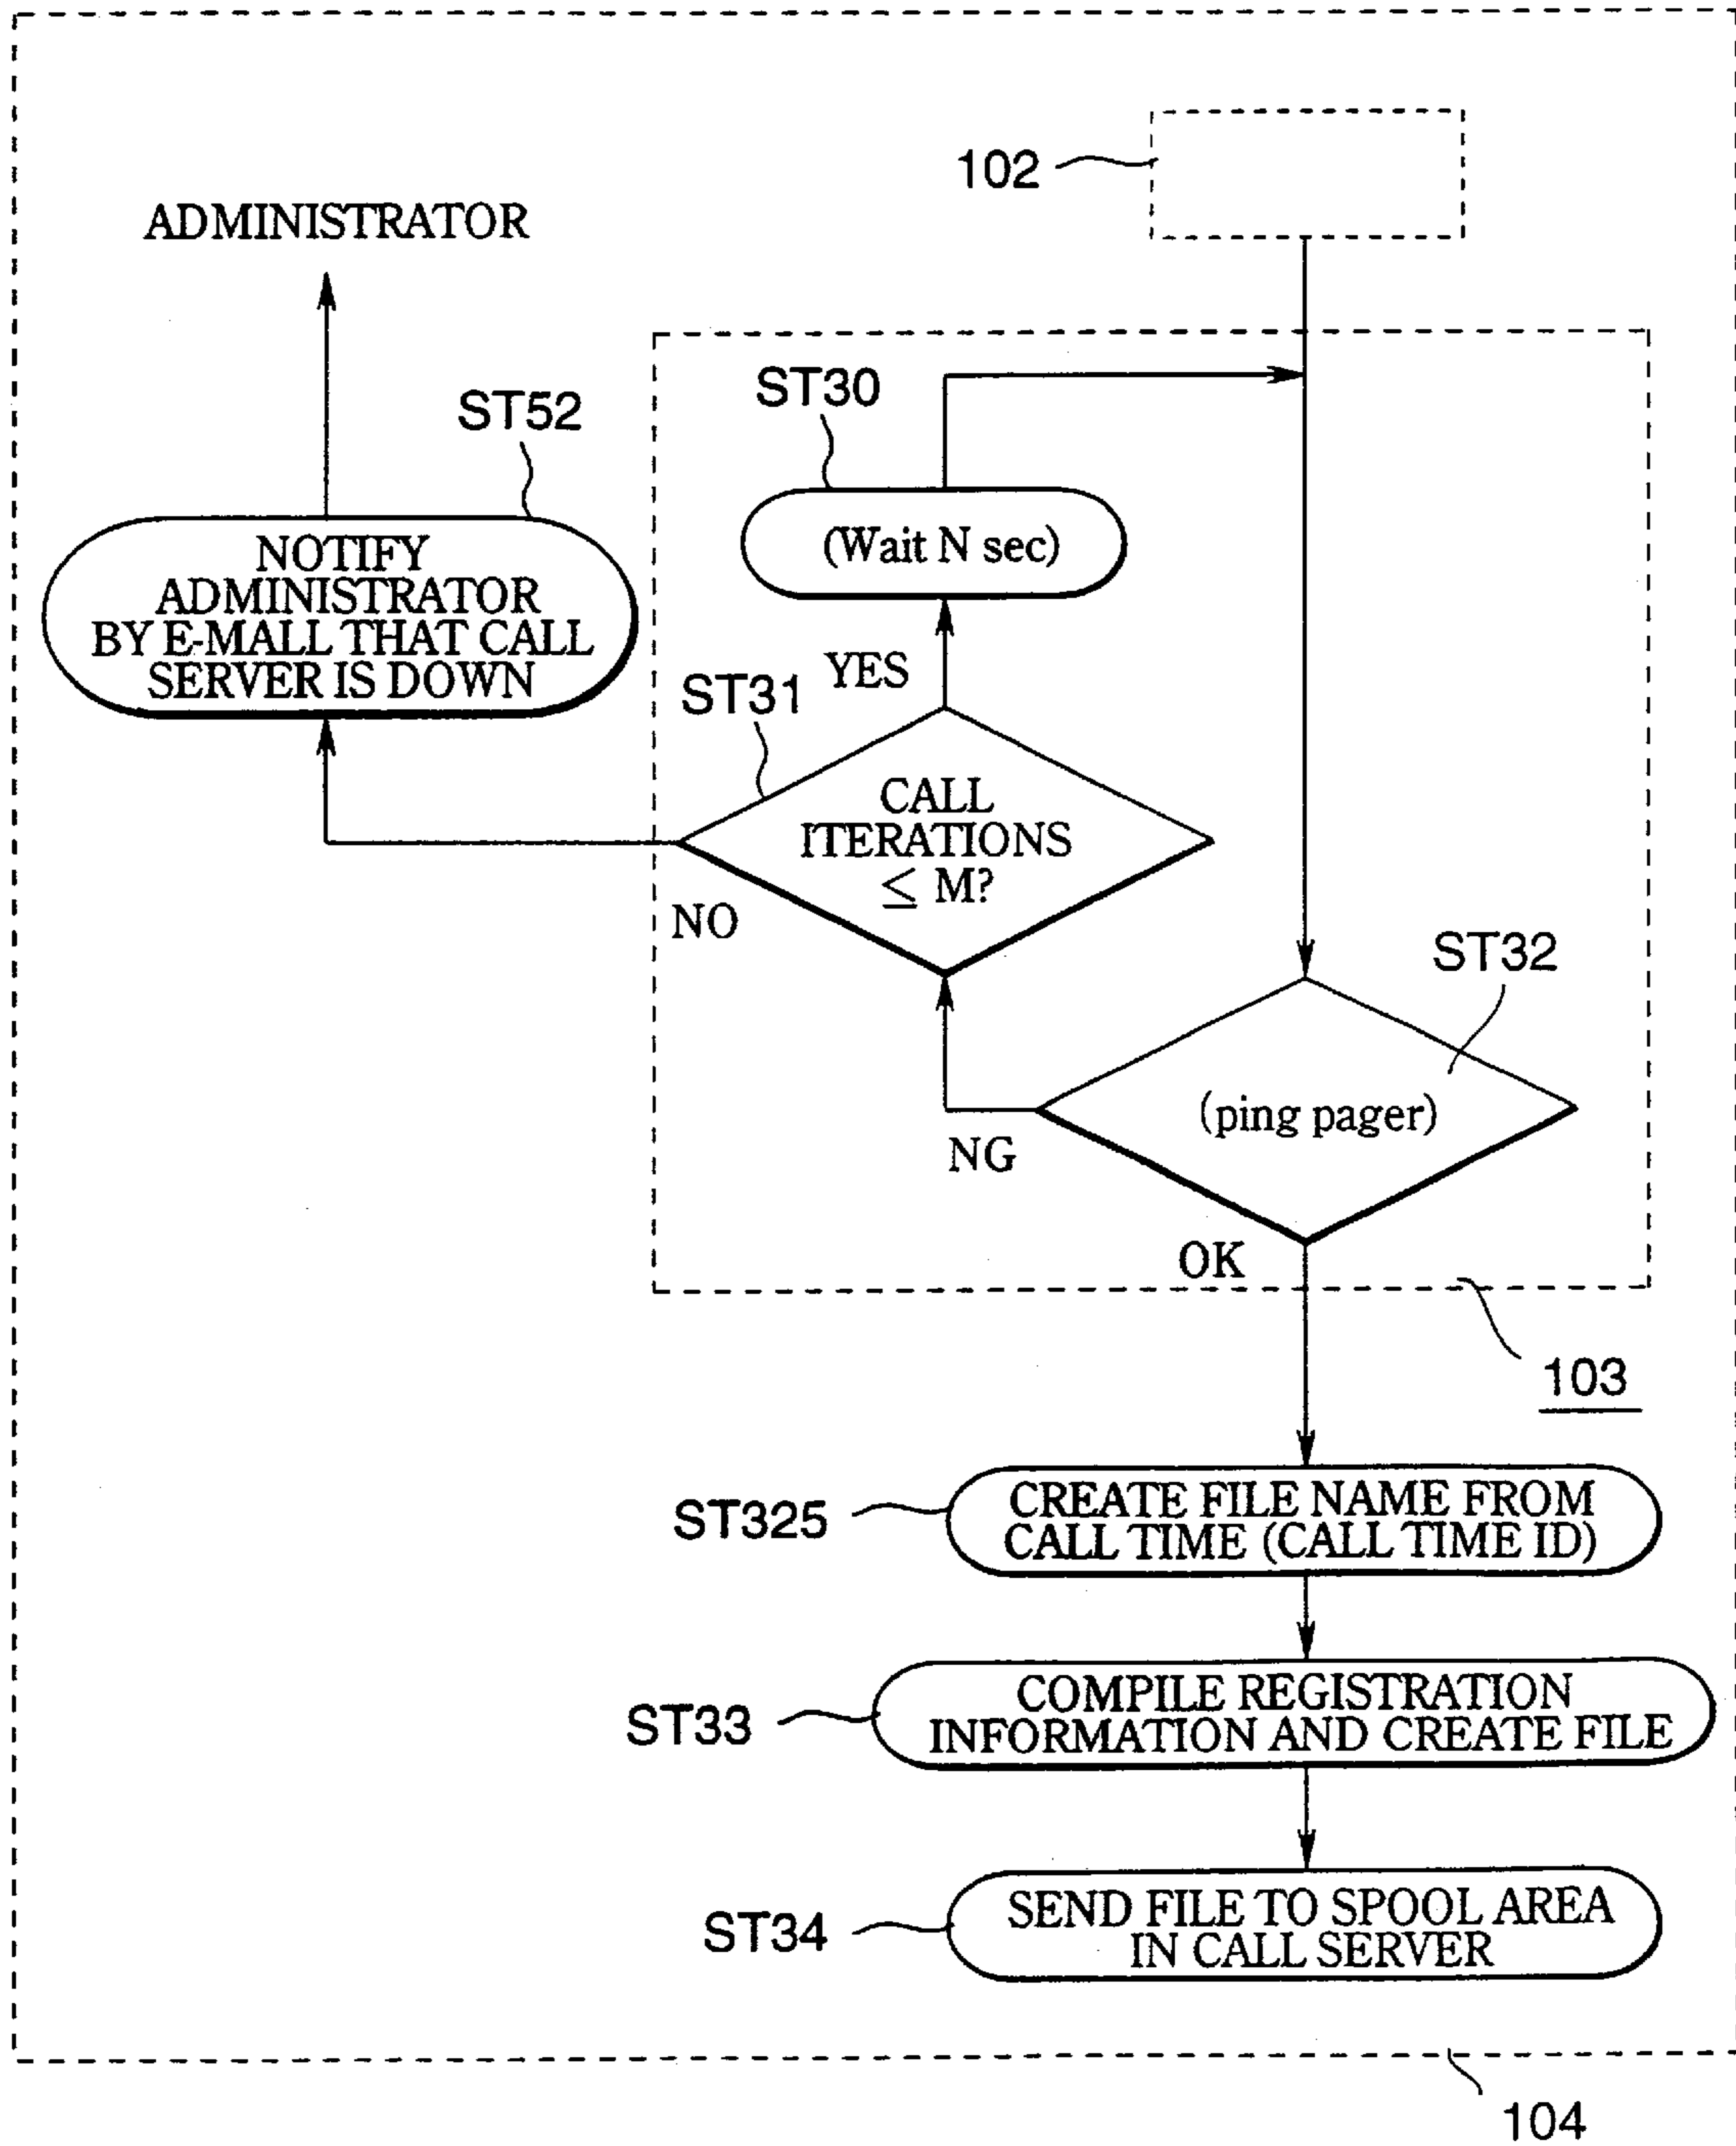 102
ADMINISTRATOR
ST30
ST52
(Wait N sec)
NOTIFY
ADMINISTRATOR
BY E-MALL THAT CALL
SERVER IS DOWN
YES
ST31
CALL
ITERATIONS
≤ M?
NO
ST32
(ping pager)
NG
OK
103
ST325
CREATE FILE NAME FROM
CALL TIME (CALL TIME ID)
ST33
COMPILE REGISTRATION
INFORMATION AND CREATE FILE
ST34
SEND FILE TO SPOOL AREA
IN CALL SERVER
104